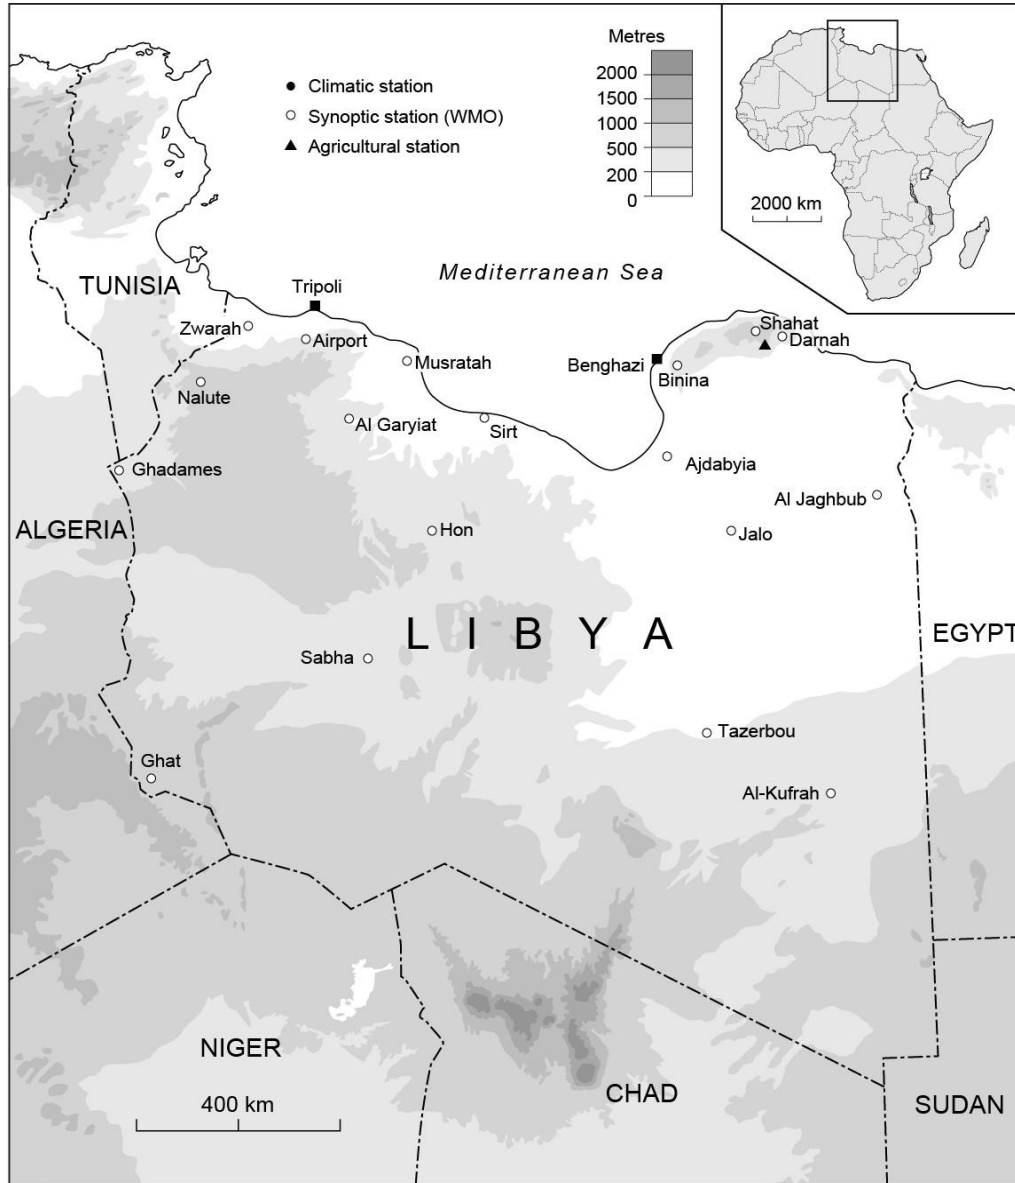 Metres
2000
1500
1000
500
200
0
Climatic station
Synoptic station (WMO)
Agricultural station
2000 km
Mediterranean Sea
TUNISIA
Tripoli
Zwarah
Airport
Musratah
Nalute
Al Garyiat
Sirt
Benghazi
Binina
Shahat
Darnah
Ghadames
Ajdabyia
Al Jaghbub
ALGERIA
Hon
Jalo
LIBYA
EGYPT
Sabha
Tazerbou
Ghat
Al-Kufrah
NIGER
CHAD
SUDAN
400 km